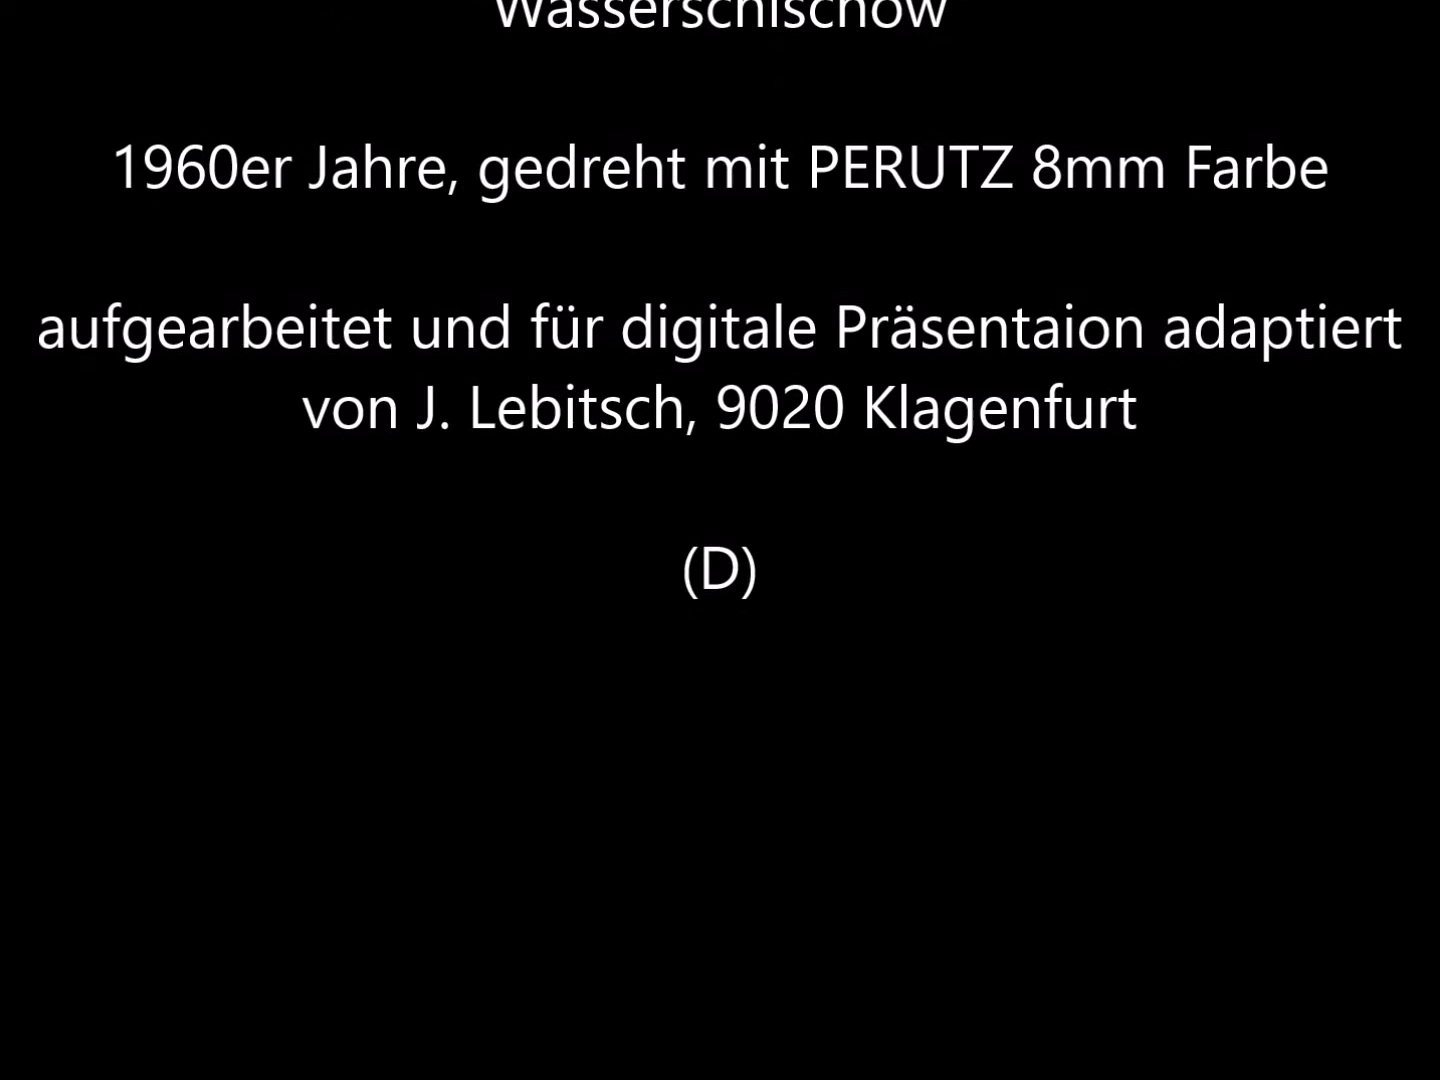 Wasserschischow
1960er Jahre, gedreht mit PERUTZ 8mm Farbe
aufgearbeitet und für digitale Präsentaion adaptiert
von J. Lebitsch, 9020 Klagenfurt
(D)